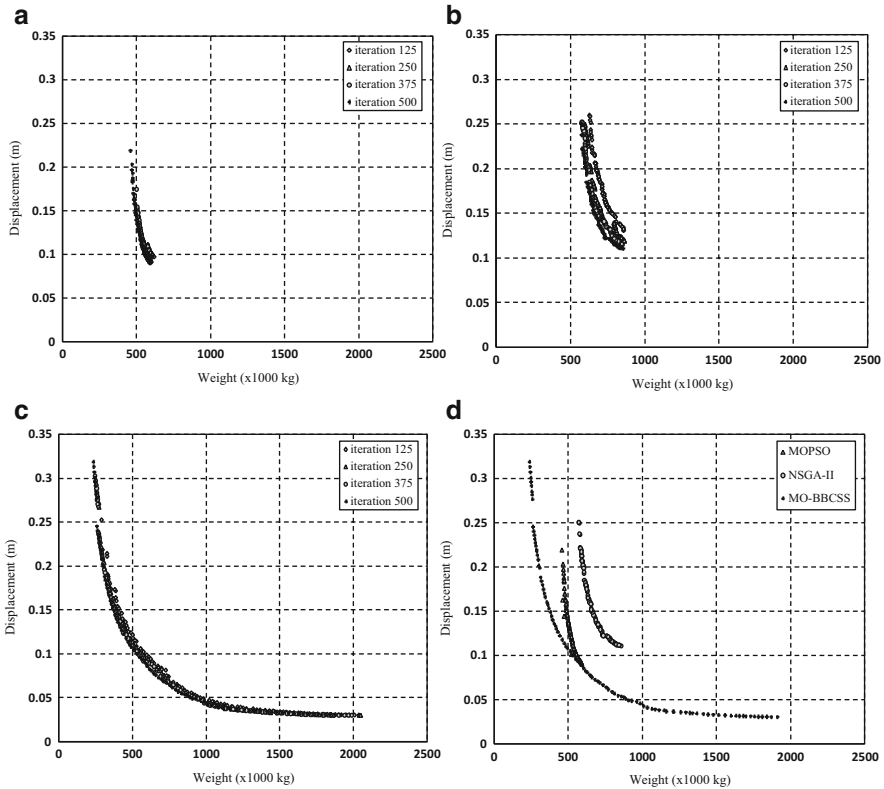 a
0.35
0.3
0.25
0.2
0.15
0.1
0.05
0
Displacement (m)
iteration 125
iteration 250
iteration 375
iteration 500
0 500 1000 1500 2000 2500
Weight (x1000 kg)
b
0.35
0.3
0.25
0.2
0.15
0.1
0.05
0
Displacement (m)
iteration 125
iteration 250
iteration 375
iteration 500
0 500 1000 1500 2000 2500
Weight (x1000 kg)
c
0.35
0.3
0.25
0.2
0.15
0.1
0.05
0
Displacement (m)
iteration 125
iteration 250
iteration 375
iteration 500
0 500 1000 1500 2000 2500
Weight (x1000 kg)
d
0.35
0.3
0.25
0.2
0.15
0.1
0.05
0
Displacement (m)
MOPSO
NSGA-II
MO-BBCSS
0 500 1000 1500 2000 2500
Weight (x1000 kg)